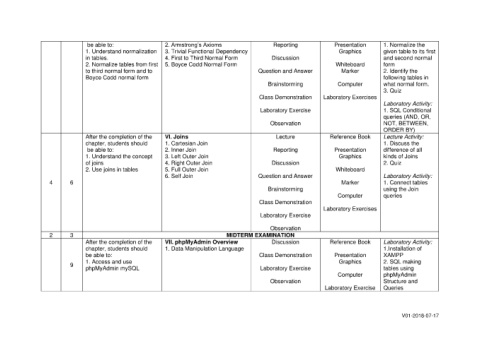 be able to:
1. Understand normalization
in tables.
2. Normalize tables from first
to third normal form and to
Boyce Codd normal form
2. Armstrong's Axioms
3. Trivial Functional Dependency
4. First to Third Normal Form
5. Boyce Codd Normal Form
Reporting
Discussion
Question and Answer
Brainstorming
Class Demonstration
Laboratory Exercise
Observation
Presentation
Graphics
Whiteboard
Marker
Computer
Laboratory Exercises
1. Normalize the
given table to its first
and second normal
form
2. Identify the
following tables in
what normal form.
3. Quiz
Laboratory Activity:
1. SQL Conditional
queries (AND, OR,
NOT, BETWEEN,
ORDER BY)
4
6
After the completion of the
chapter, students should
be able to:
1. Understand the concept
of joins
2. Use joins in tables
VI. Joins
1. Cartesian Join
2. Inner Join
3. Left Outer Join
4. Right Outer Join
5. Full Outer Join
6. Self Join
Lecture
Reporting
Discussion
Question and Answer
Brainstorming
Class Demonstration
Laboratory Exercise
Observation
Reference Book
Presentation
Graphics
Whiteboard
Marker
Computer
Laboratory Exercises
Lecture Activity:
1. Discuss the
difference of all
kinds of Joins
2. Quiz
Laboratory Activity:
1. Connect tables
using the Join
queries
2
3
MIDTERM EXAMINATION
9
After the completion of the
chapter, students should
be able to:
1. Access and use
phpMyAdmin mySQL
VII. phpMyAdmin Overview
1. Data Manipulation Language
Discussion
Class Demonstration
Laboratory Exercise
Observation
Reference Book
Presentation
Graphics
Computer
Laboratory Exercise
Laboratory Activity:
1.Installation of
XAMPP
2. SQL making
tables using
phpMyAdmin
Structure and
Queries
V01-2018-07-17